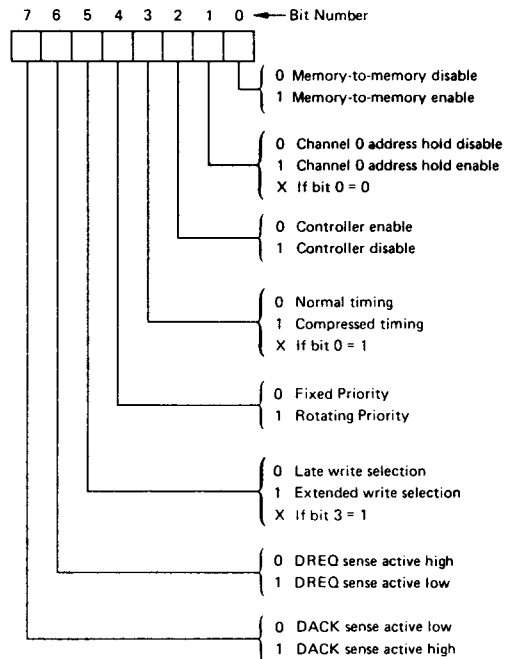 7 6 5 4 3 2 1 0 Bit Number
0 Memory-to-memory disable
1 Memory-to-memory enable
0 Channel 0 address hold disable
1 Channel 0 address hold enable
X If bit 0 = 0
0 Controller enable
1 Controller disable
0 Normal timing
1 Compressed timing
X If bit 0 = 1
0 Fixed Priority
1 Rotating Priority
0 Late write selection
1 Extended write selection
X If bit 3 = 1
0 DREQ sense active high
1 DREQ sense active low
0 DACK sense active low
1 DACK sense active high